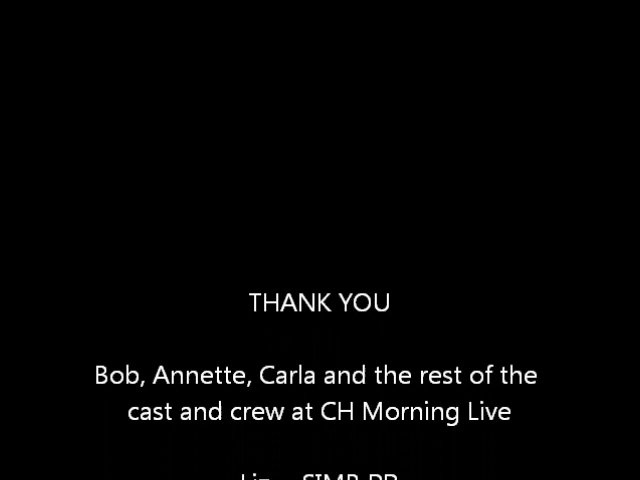 THANK YOU
Bob, Annette, Carla and the rest of the
cast and crew at CH Morning Live